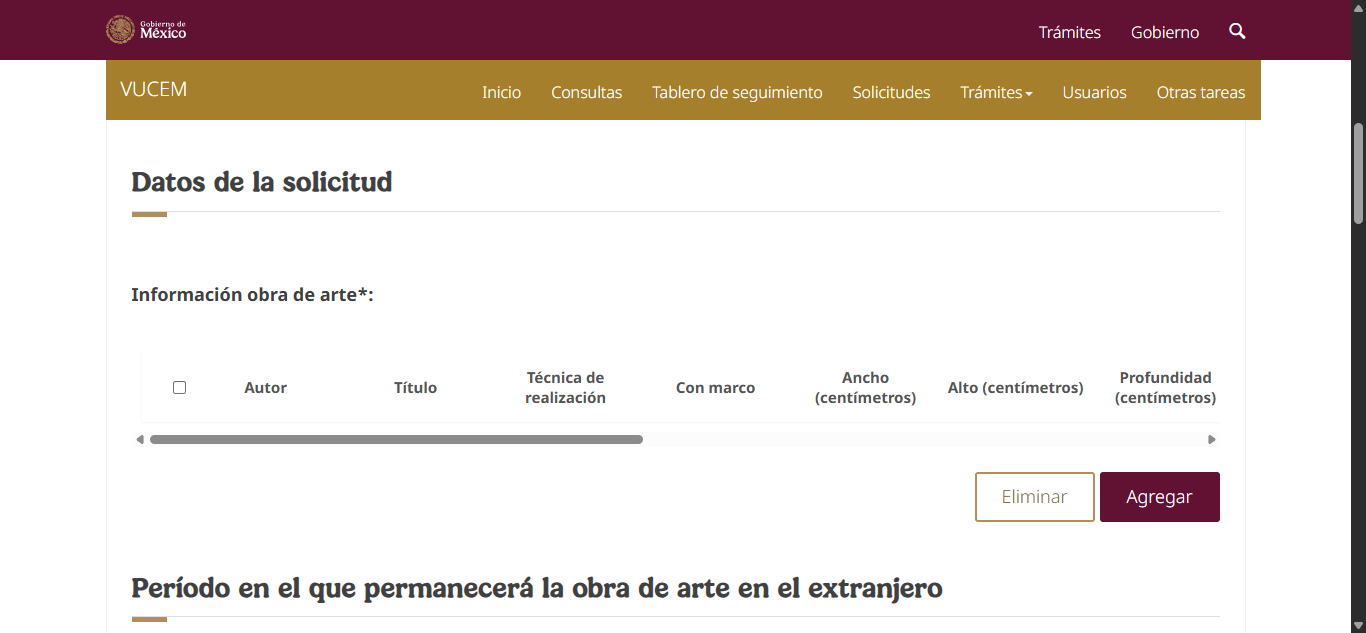 Gobierno de
México
Trámites
Gobierno
VUCEM
Inicio
Consultas
Tablero de seguimiento
Solicitudes
Trámites
Usuarios
Otras tareas
Datos de la solicitud
Información obra de arte*:
Autor
Título
Técnica de
realización
Con marco
Ancho
(centímetros)
Alto (centímetros)
Profundidad
(centímetros)
Eliminar
Agregar
Período en el que permanecerá la obra de arte en el extranjero